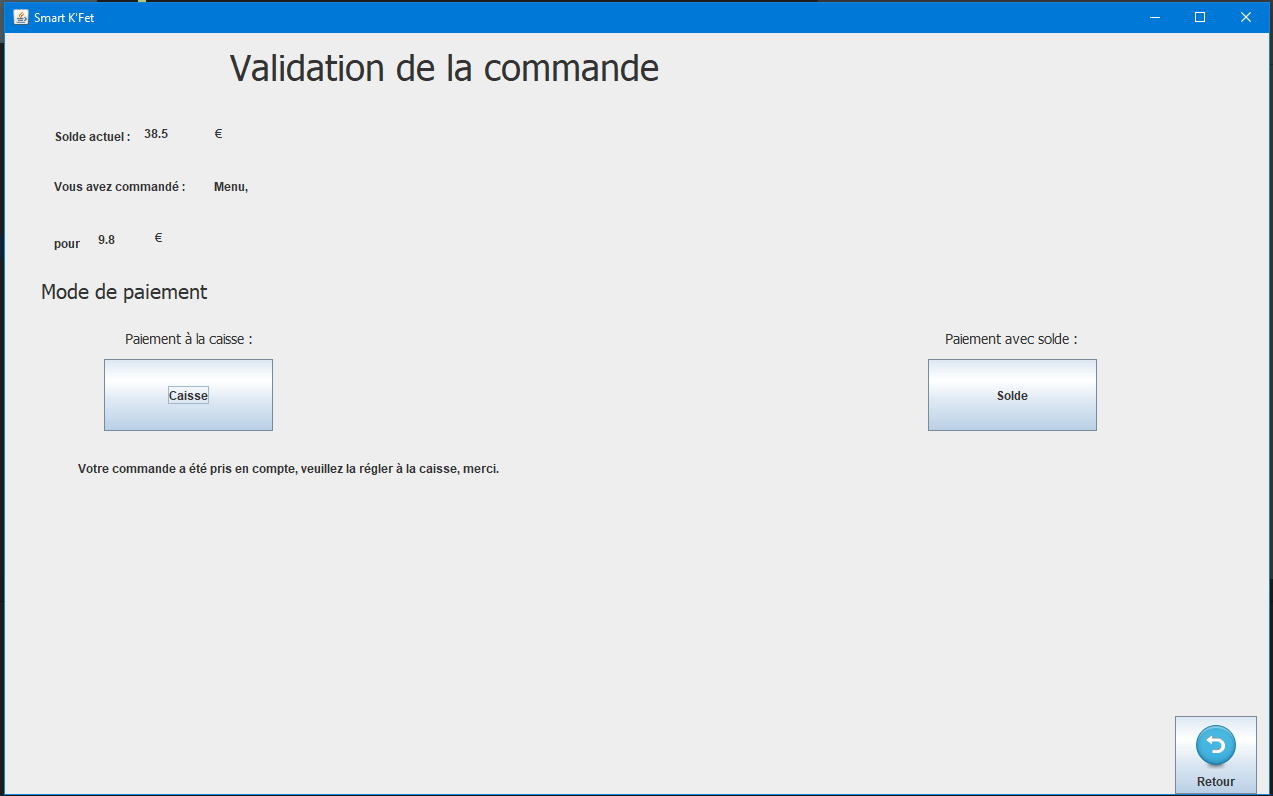 Smart K'Fet
Validation de la commande
Solde actuel : 38.5 €
Vous avez commandé : Menu,
pour 9.8 €
Mode de paiement
Paiement à la caisse : Paiement avec solde :
Caisse Solde
Votre commande a été pris en compte, veuillez la régler à la caisse, merci.
Retour